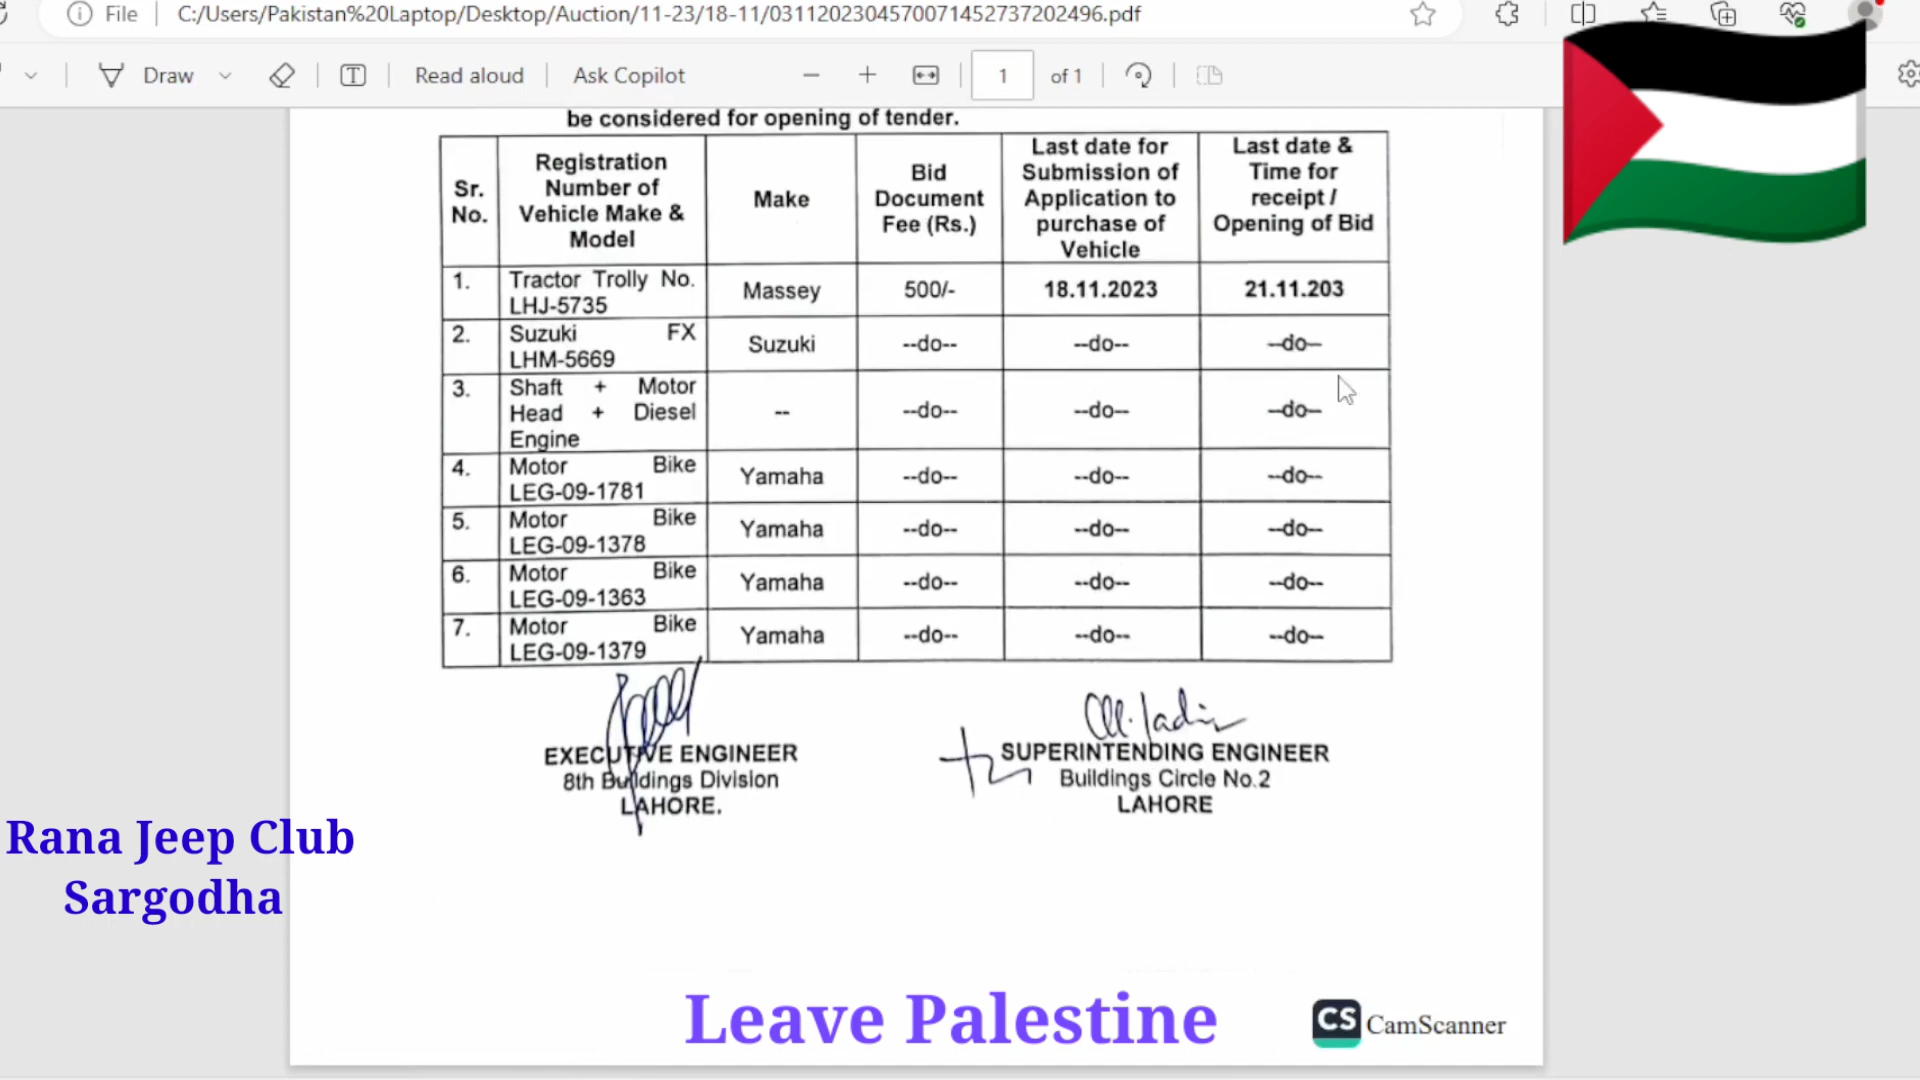 File C:/Users/Pakistan%20Laptop/Desktop/Auction/11-23/18-11/03112023045700714527372​02496.pdf
Draw Read aloud Ask Copilot 1 of 1
be considered for opening of tender.
Sr. No. | Registration Number of Vehicle Make & Model | Make | Bid Document Fee (Rs.) | Last date for Submission of Application to purchase of Vehicle | Last date & Time for receipt / Opening of Bid
1. | Tractor Trolly No. LHJ-5735 | Massey | 500/- | 18.11.2023 | 21.11.203
2. | Suzuki FX LHM-5669 | Suzuki | --do-- | --do-- | --do--
3. | Shaft + Motor Head + Diesel Engine | -- | --do-- | --do-- | --do--
4. | Motor Bike LEG-09-1781 | Yamaha | --do-- | --do-- | --do--
5. | Motor Bike LEG-09-1378 | Yamaha | --do-- | --do-- | --do--
6. | Motor Bike LEG-09-1363 | Yamaha | --do-- | --do-- | --do--
7. | Motor Bike LEG-09-1379 | Yamaha | --do-- | --do-- | --do--
EXECUTIVE ENGINEER
8th Buildings Division
LAHORE.
SUPERINTENDING ENGINEER
Buildings Circle No.2
LAHORE
Rana Jeep Club
Sargodha
Leave Palestine
CS CamScanner